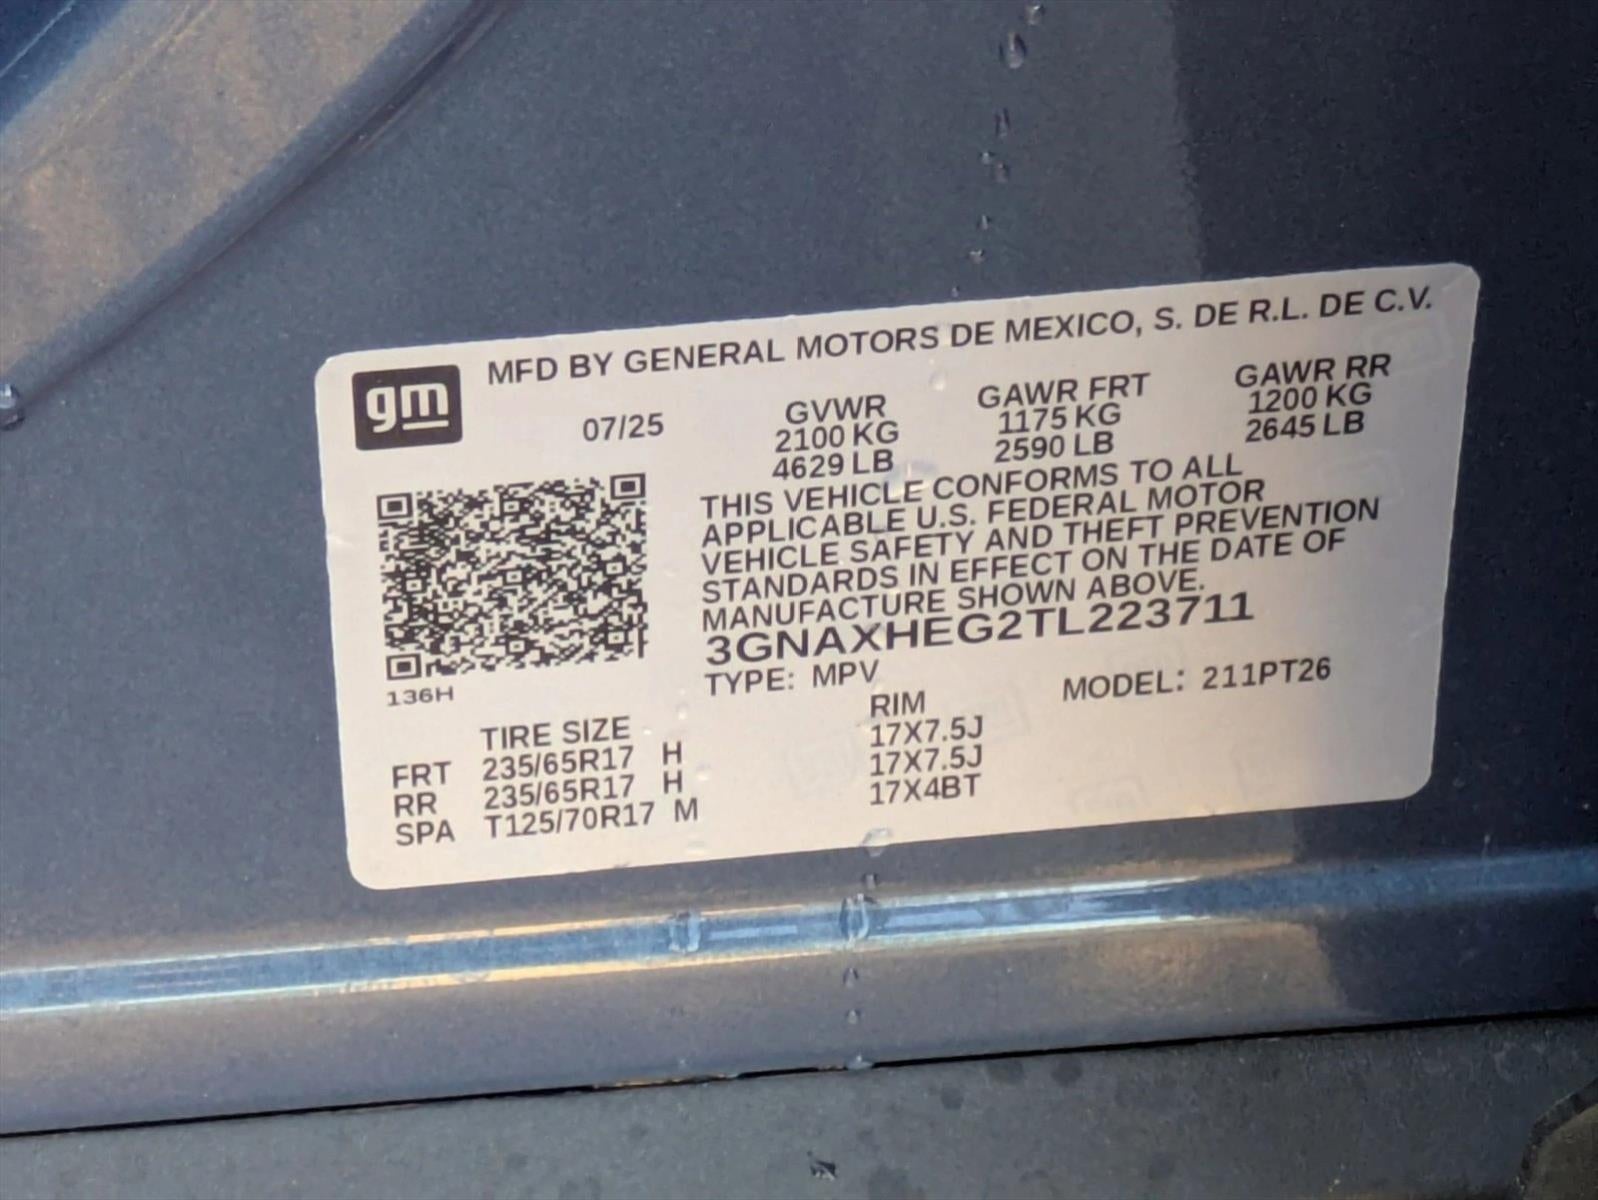 gm
MFD BY GENERAL MOTORS DE MEXICO, S. DE R.L. DE C.V.
07/25
GVWR GAWR FRT GAWR RR
2100 KG 1175 KG 1200 KG
4629 LB 2590 LB 2645 LB
THIS VEHICLE CONFORMS TO ALL
APPLICABLE U.S. FEDERAL MOTOR
VEHICLE SAFETY AND THEFT PREVENTION
STANDARDS IN EFFECT ON THE DATE OF
MANUFACTURE SHOWN ABOVE.
3GNAXHEG2TL223711
136H
TYPE: MPV MODEL: 211PT26
TIRE SIZE RIM
FRT 235/65R17 H 17X7.5J
RR 235/65R17 H 17X7.5J
SPA T125/70R17 M 17X4BT